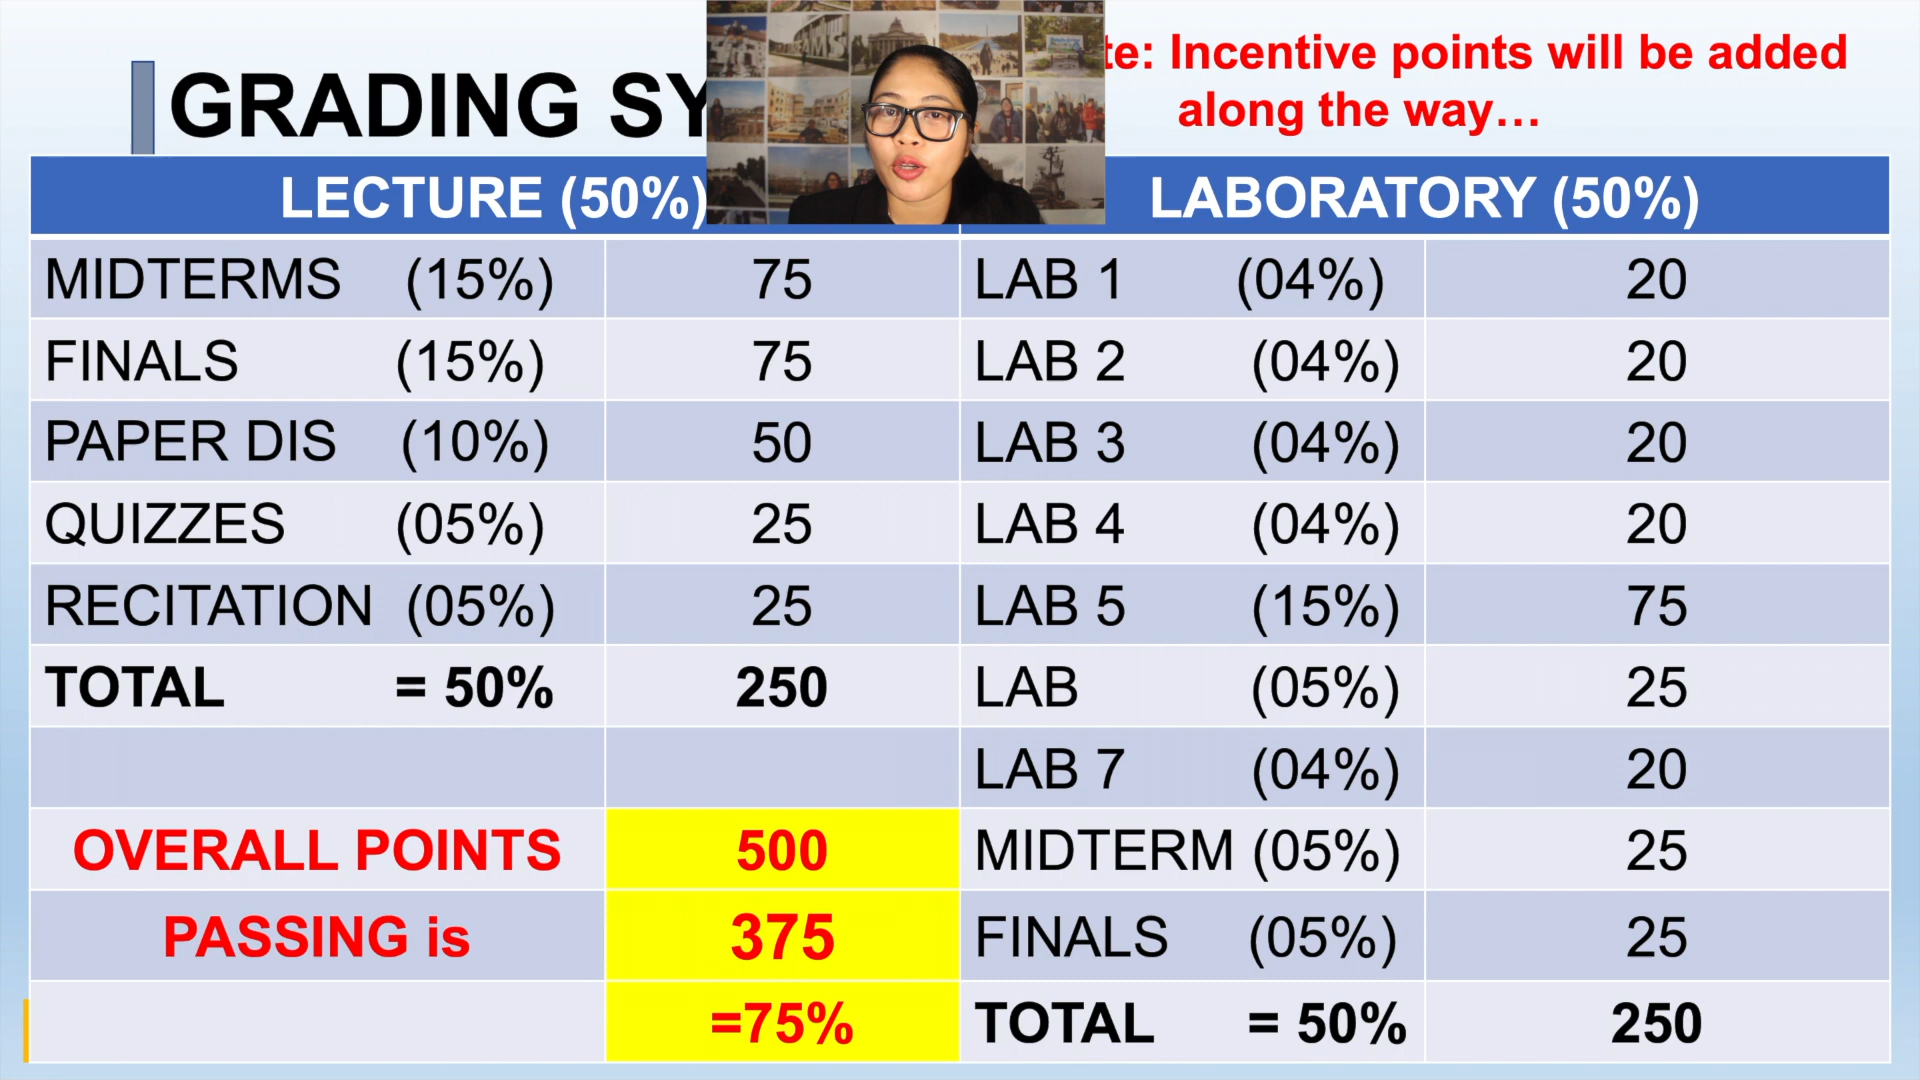 GRADING SY
te: Incentive points will be added
along the way…
LECTURE (50%) LABORATORY (50%)
MIDTERMS (15%) 75 LAB 1 (04%) 20
FINALS (15%) 75 LAB 2 (04%) 20
PAPER DIS (10%) 50 LAB 3 (04%) 20
QUIZZES (05%) 25 LAB 4 (04%) 20
RECITATION (05%) 25 LAB 5 (15%) 75
TOTAL = 50% 250 LAB (05%) 25
LAB 7 (04%) 20
OVERALL POINTS 500 MIDTERM (05%) 25
PASSING is 375 FINALS (05%) 25
=75% TOTAL = 50% 250